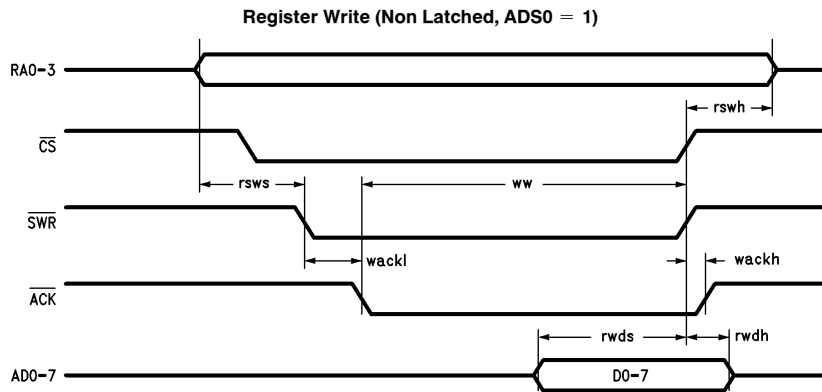 Register Write (Non Latched, ADS0 = 1)
RA0-3
rswh
CS
rsws
ww
SWR
wackl
wackh
ACK
rwds
rwdh
AD0-7
D0-7